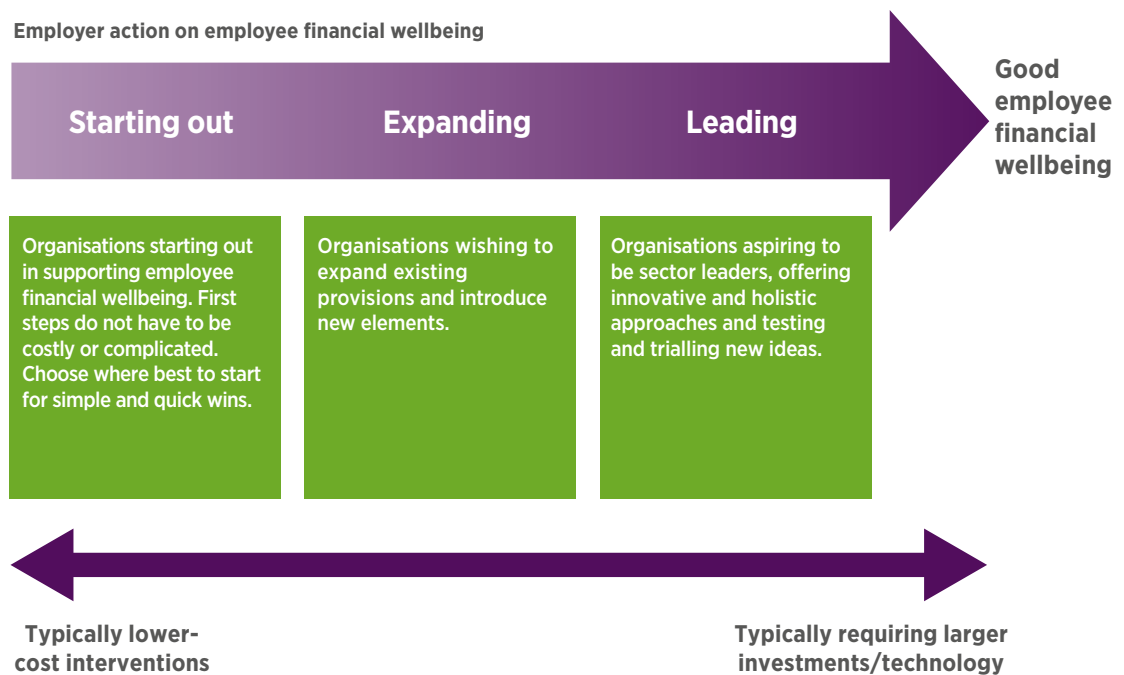 Employer action on employee financial wellbeing
Starting out
Expanding
Leading
Good
employee
financial
wellbeing
Organisations starting out
in supporting employee
financial wellbeing. First
steps do not have to be
costly or complicated.
Choose where best to start
for simple and quick wins.
Organisations wishing to
expand existing
provisions and introduce
new elements.
Organisations aspiring to
be sector leaders, offering
innovative and holistic
approaches and testing
and trialling new ideas.
Typically lower-
cost interventions
Typically requiring larger
investments/technology